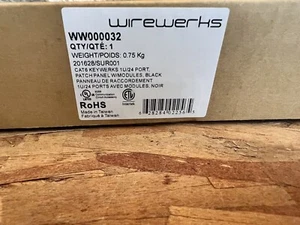 wirewerks
WW000032
QTY/QTÉ: 1
WEIGHT/POIDS: 0.75 Kg
201628/SUR001
CAT6 KEYWERKS 1U/24 PORT,
PATCH PANEL W/MODULES, BLACK
PANNEAU DE RACCORDEMENT
1U/24 PORTS AVEC MODULES, NOIR
RoHS
Made in Taiwan
Fabriqué à Taiwan